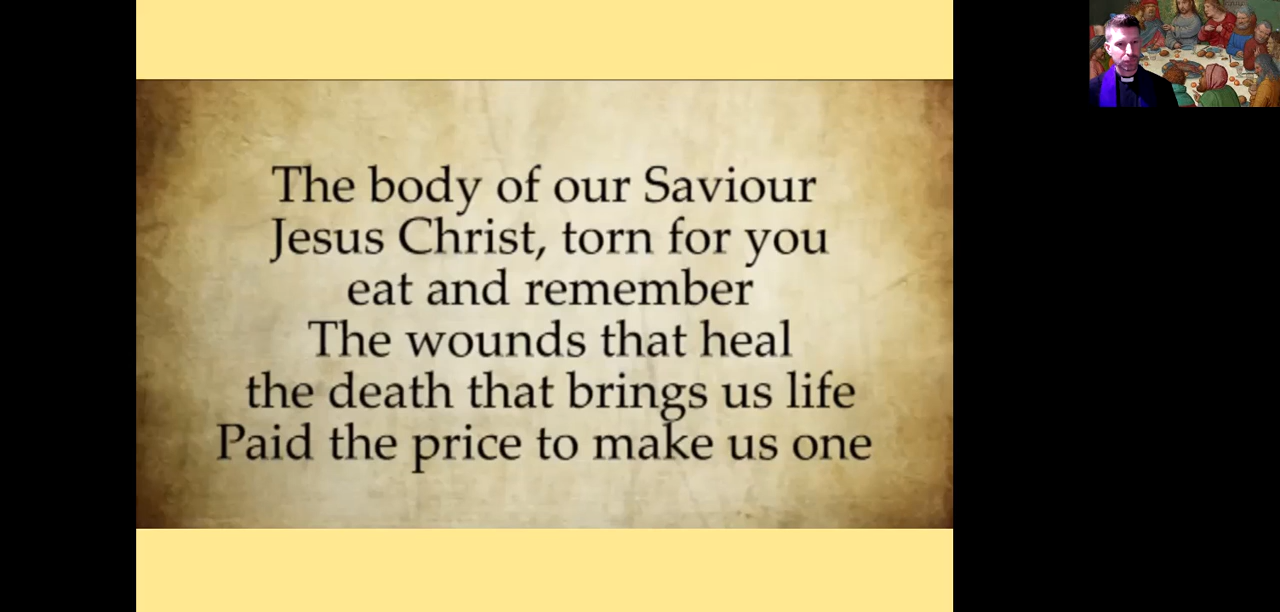 The body of our Saviour
Jesus Christ, torn for you
eat and remember
The wounds that heal
the death that brings us life
Paid the price to make us one